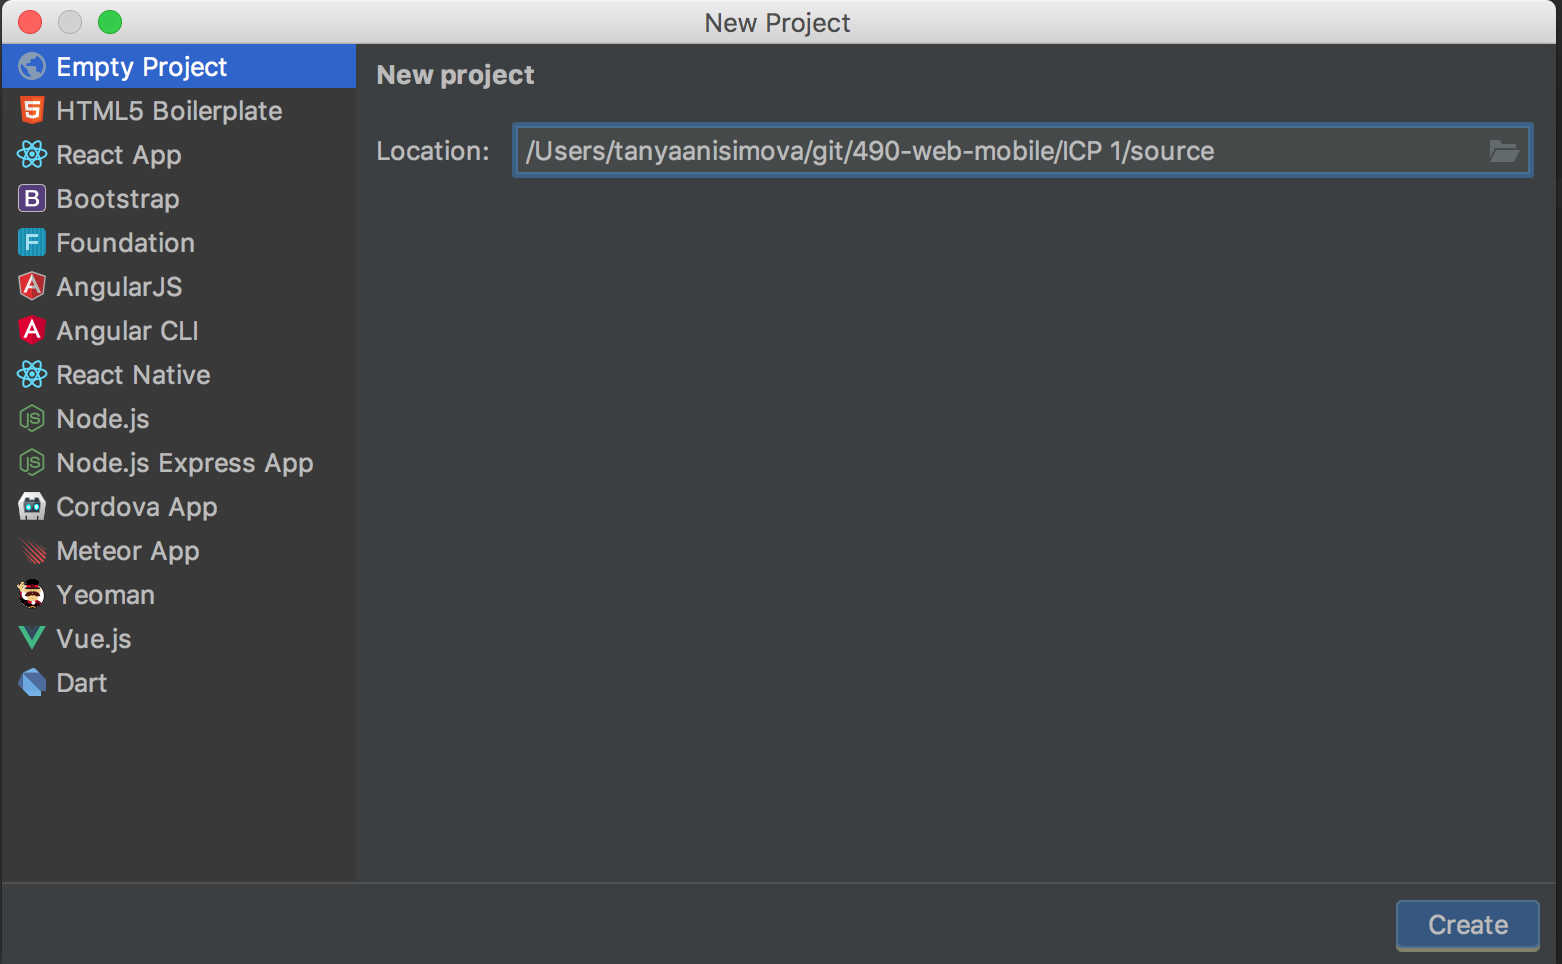 New Project
Empty Project
HTML5 Boilerplate
React App
Bootstrap
Foundation
AngularJS
Angular CLI
React Native
Node.js
Node.js Express App
Cordova App
Meteor App
Yeoman
Vue.js
Dart
New project
Location: /Users/tanyaanisimova/git/490-web-mobile/ICP 1/source
Create